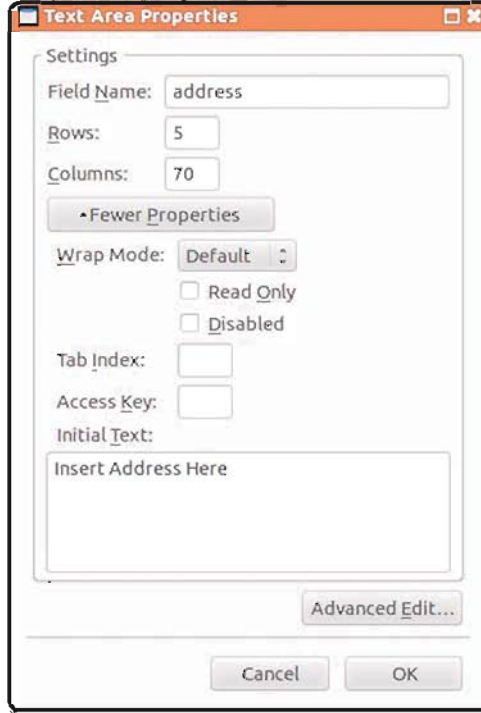 Text Area Properties
Settings
Field Name: address
Rows: 5
Columns: 70
Fewer Properties
Wrap Mode: Default
Read Only
Disabled
Tab Index:
Access Key:
Initial Text:
Insert Address Here
Advanced Edit...
Cancel OK